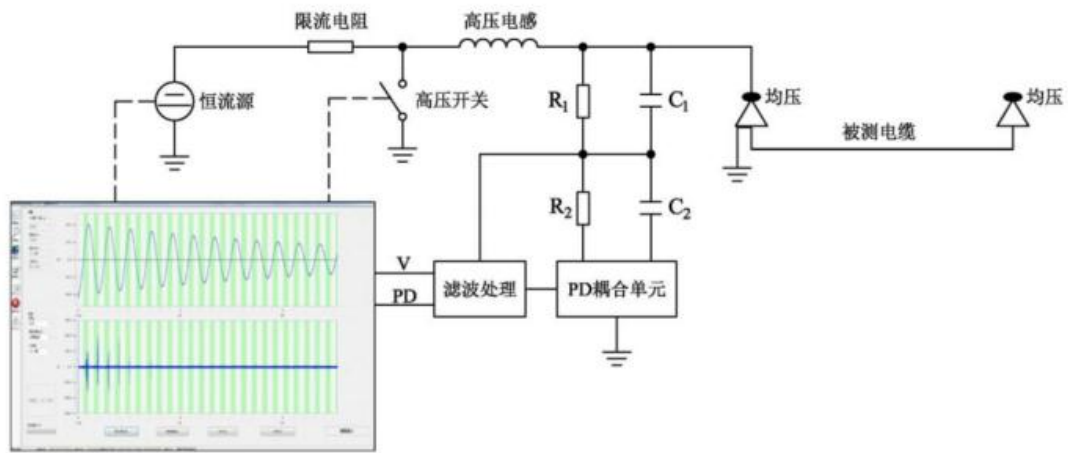 限流电阻
高压电感
恒流源
高压开关
R1
C1
均压
均压
被测电缆
R2
C2
V
PD
滤波处理
PD耦合单元